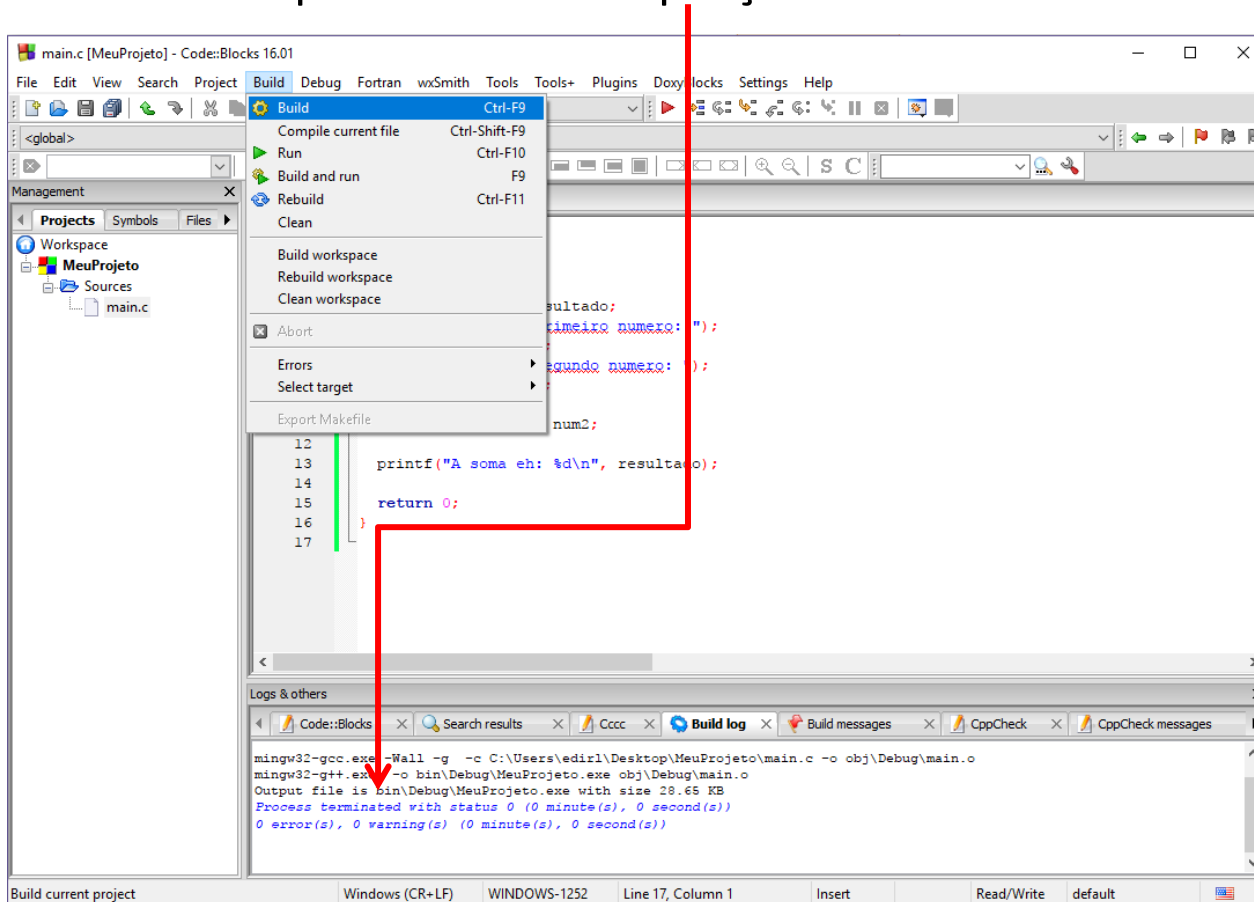 main.c [MeuProjeto] - Code::Blocks 16.01
File Edit View Search Project Build Debug Fortran wxSmith Tools Tools+ Plugins DoxyBlocks Settings Help
<global>
S C
Management
Projects Symbols Files
Workspace
MeuProjeto
Sources
main.c
Build Ctrl-F9
Compile current file Ctrl-Shift-F9
Run Ctrl-F10
Build and run F9
Rebuild Ctrl-F11
Clean
Build workspace
Rebuild workspace
Clean workspace
Abort
Errors
Select target
Export Makefile
sultado;
rimeiro numero: ");
;
egundo numero: ");
;
num2;
12
13 printf("A soma eh: %d\n", resultado);
14
15 return 0;
16 }
17
Logs & others
Code::Blocks Search results Cccc Build log Build messages CppCheck CppCheck messages
mingw32-gcc.exe -Wall -g -c C:\Users\edirl\Desktop\MeuProjeto\main.c -o obj\Debug\main.o
mingw32-g++.exe -o bin\Debug\MeuProjeto.exe obj\Debug\main.o
Output file is bin\Debug\MeuProjeto.exe with size 28.65 KB
Process terminated with status 0 (0 minute(s), 0 second(s))
0 error(s), 0 warning(s) (0 minute(s), 0 second(s))
Build current project Windows (CR+LF) WINDOWS-1252 Line 17, Column 1 Insert Read/Write default